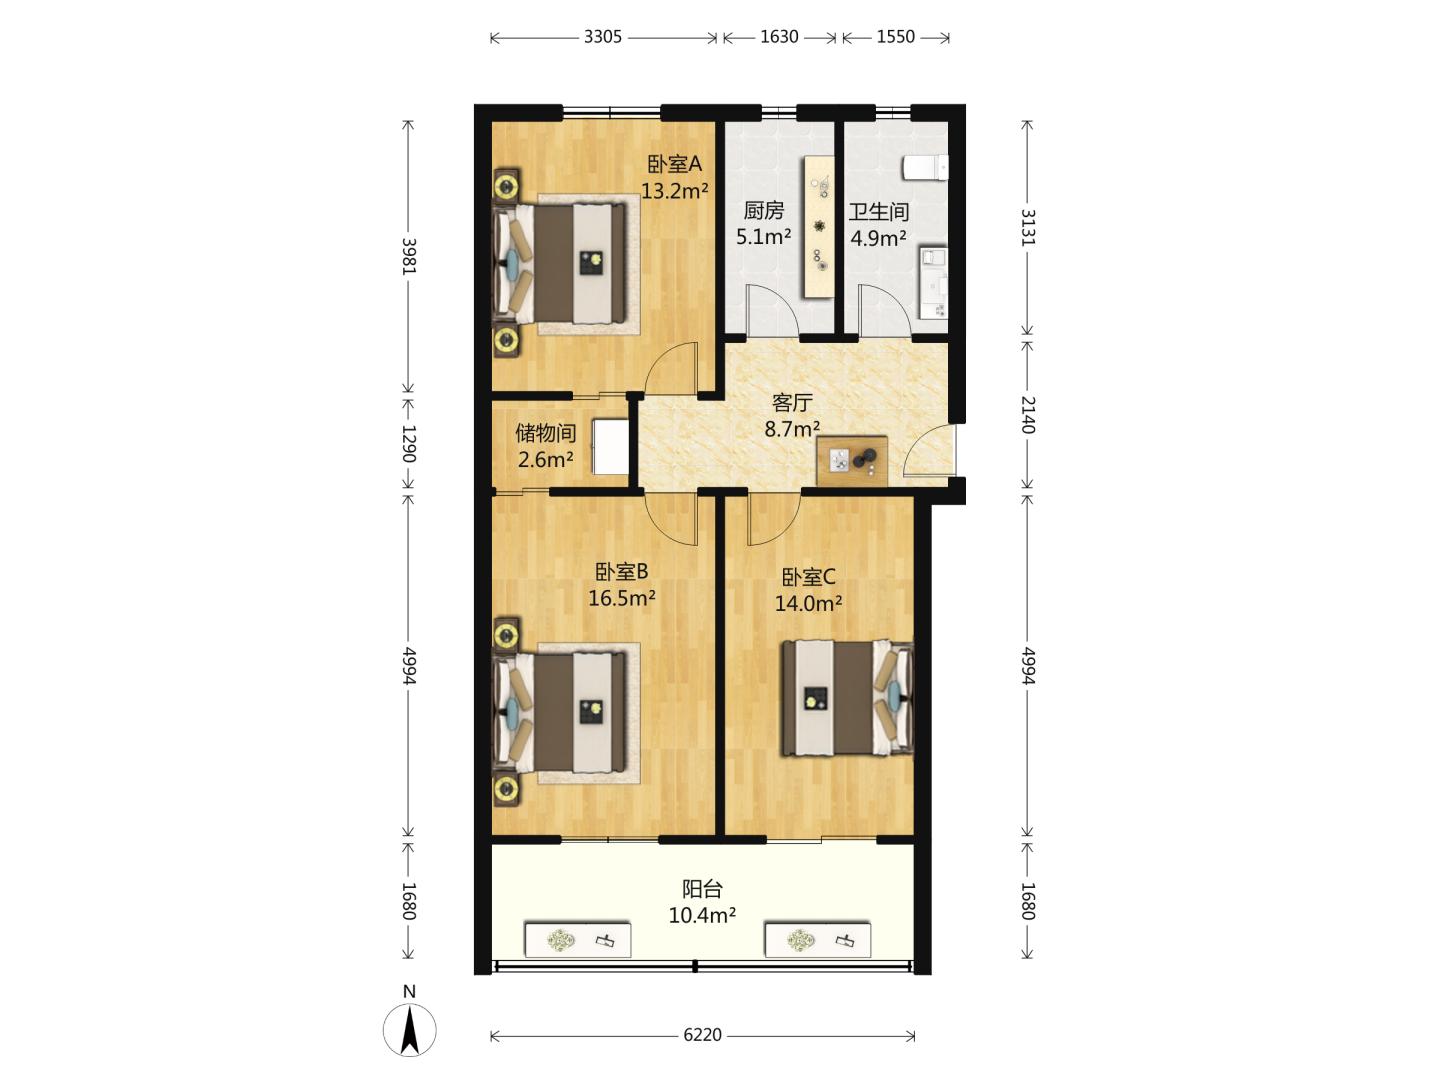 3305
1630
1550
卧室A
13.2m²
厨房
5.1m²
卫生间
4.9m²
3981
3131
客厅
8.7m²
2140
储物间
2.6m²
1290
卧室B
16.5m²
卧室C
14.0m²
4994
4994
阳台
10.4m²
1680
1680
N
6220